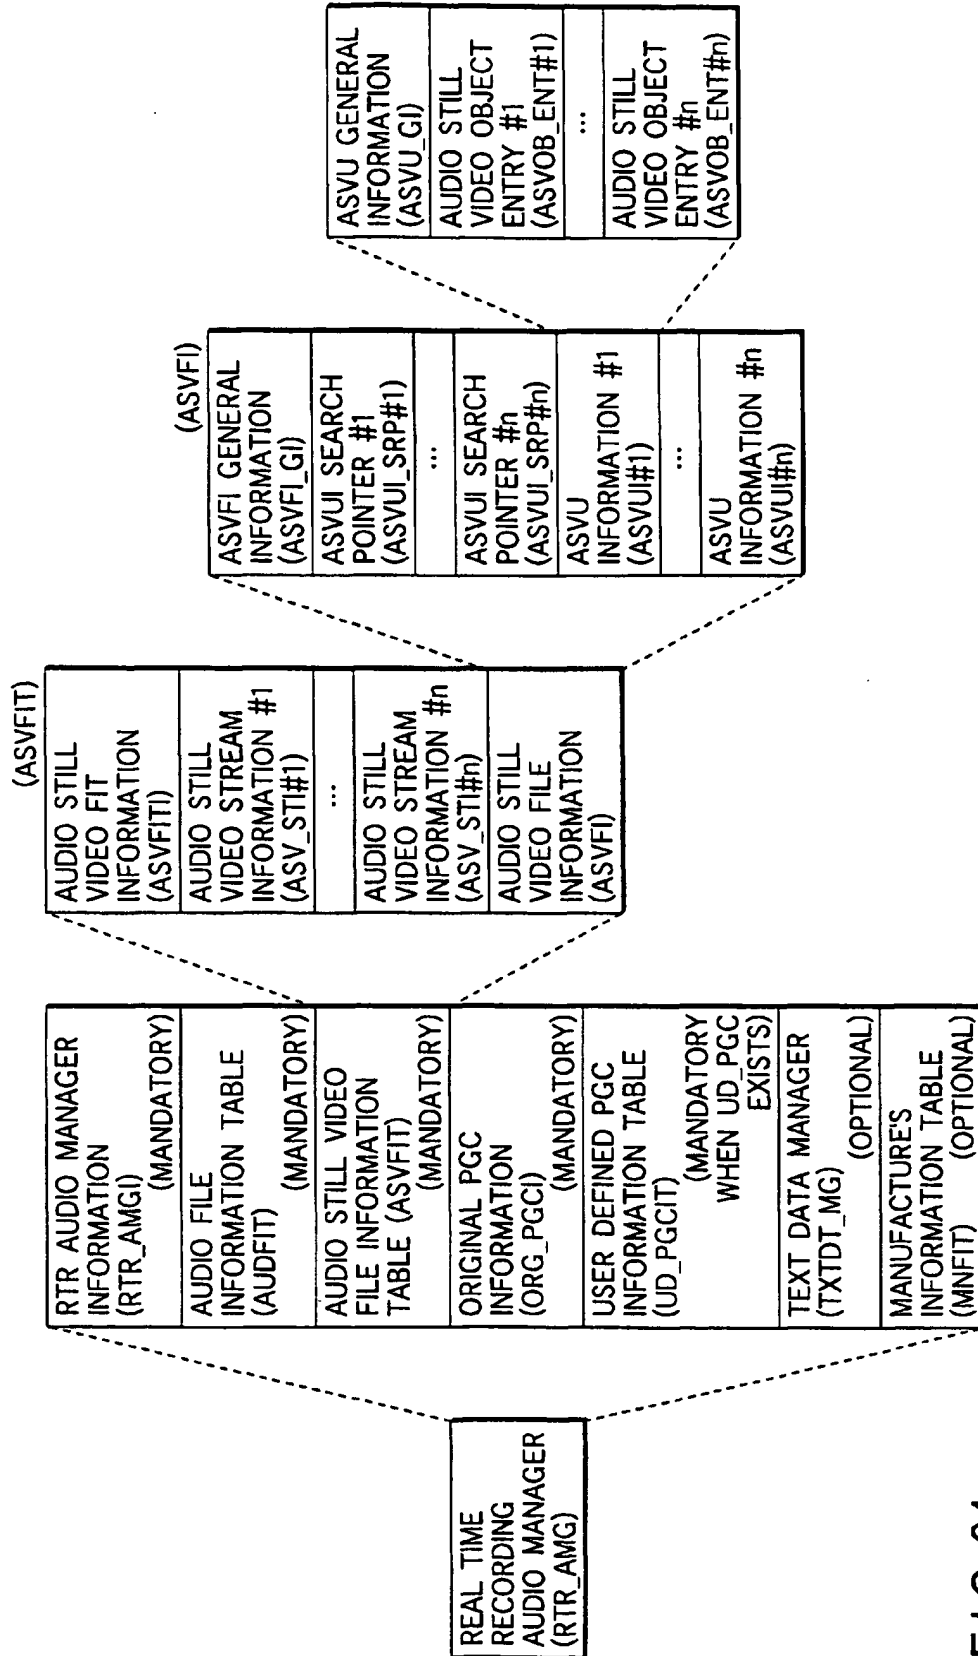 REAL TIME
RECORDING
AUDIO MANAGER
(RTR_AMG)
RTR AUDIO MANAGER
INFORMATION
(RTR_AMGI)
(MANDATORY)
AUDIO FILE
INFORMATION TABLE
(AUDFIT)
(MANDATORY)
AUDIO STILL VIDEO
FILE INFORMATION
TABLE (ASVFIT)
(MANDATORY)
ORIGINAL PGC
INFORMATION
(ORG_PGCI)
(MANDATORY)
USER DEFINED PGC
INFORMATION TABLE
(UD_PGCIT)
(MANDATORY
WHEN UD_PGC
EXISTS)
TEXT DATA MANAGER
(TXTDT_MG)
(OPTIONAL)
MANUFACTURE'S
INFORMATION TABLE
(MNFIT) (OPTIONAL)
(ASVFIT)
AUDIO STILL
VIDEO FIT
INFORMATION
(ASVFITI)
AUDIO STILL
VIDEO STREAM
INFORMATION #1
(ASV_STI#1)
...
AUDIO STILL
VIDEO STREAM
INFORMATION #n
(ASV_STI#n)
AUDIO STILL
VIDEO FILE
INFORMATION
(ASVFI)
(ASVFI)
ASVFI GENERAL
INFORMATION
(ASVFI_GI)
ASVUI SEARCH
POINTER #1
(ASVUI_SRP#1)
...
ASVUI SEARCH
POINTER #n
(ASVUI_SRP#n)
ASVU
INFORMATION #1
(ASVUI#1)
...
ASVU
INFORMATION #n
(ASVUI#n)
ASVU GENERAL
INFORMATION
(ASVU_GI)
AUDIO STILL
VIDEO OBJECT
ENTRY #1
(ASVOB_ENT#1)
...
AUDIO STILL
VIDEO OBJECT
ENTRY #n
(ASVOB_ENT#n)